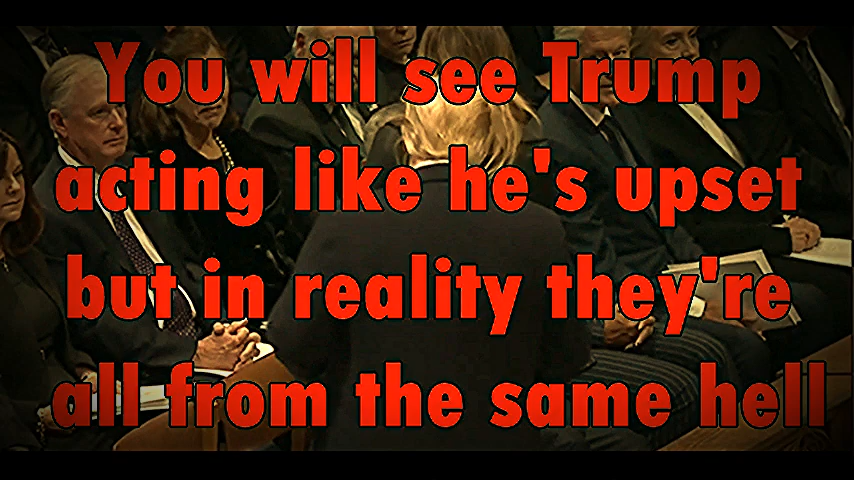 You will see Trump
acting like he's upset
but in reality they're
all from the same hell